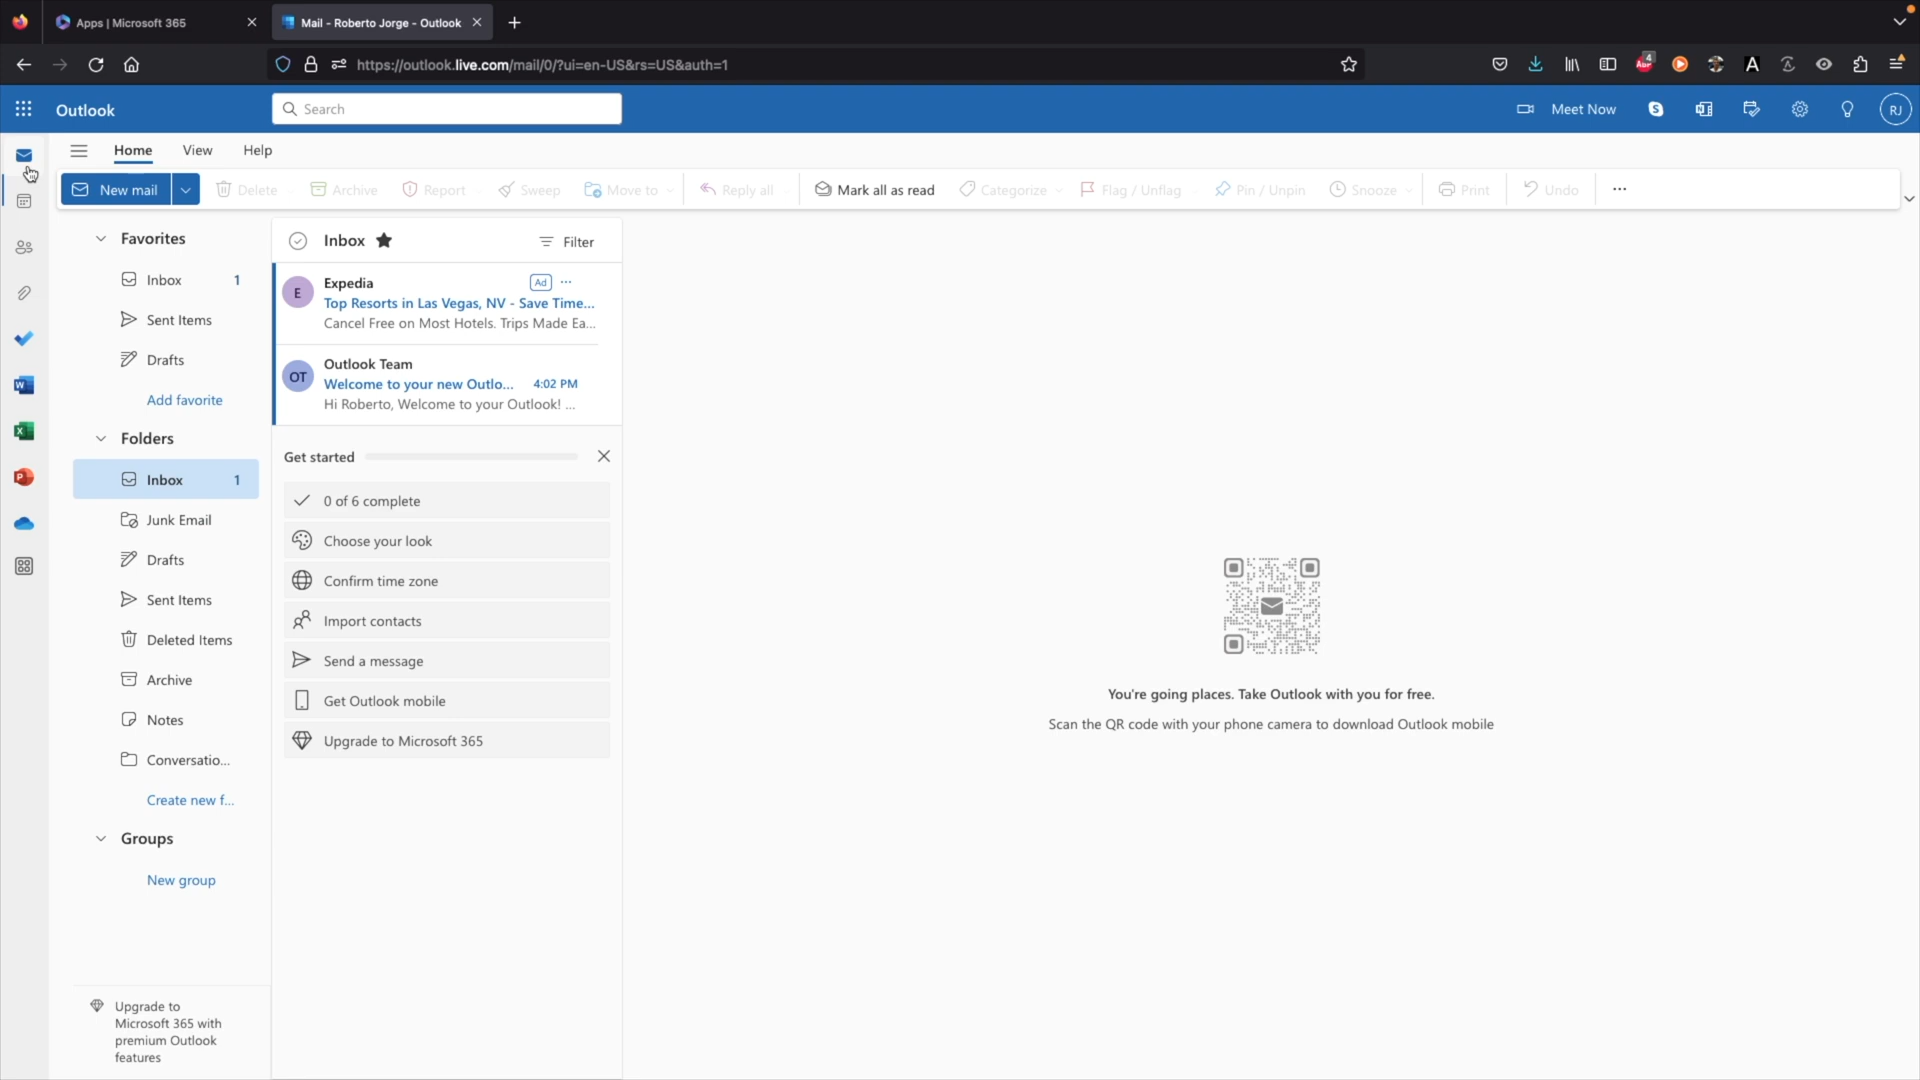 Apps | Microsoft 365
Mail - Roberto Jorge - Outlook
https://outlook.live.com/mail/0/?ui=en-US&rs=US&auth=1
ABP
4
A
Outlook
Search
Meet Now
RJ
Home
View
Help
New mail
Delete
Archive
Report
Sweep
Move to
Reply all
Mark all as read
Categorize
Flag / Unflag
Pin / Unpin
Snooze
Print
Undo
Favorites
Inbox 1
Sent Items
Drafts
Add favorite
Folders
Inbox 1
Junk Email
Drafts
Sent Items
Deleted Items
Archive
Notes
Conversatio...
Create new f...
Groups
New group
Upgrade to
Microsoft 365 with
premium Outlook
features
Inbox
Filter
E
Expedia
Ad
Top Resorts in Las Vegas, NV - Save Time...
Cancel Free on Most Hotels. Trips Made Ea...
OT
Outlook Team
Welcome to your new Outlo... 4:02 PM
Hi Roberto, Welcome to your Outlook! ...
Get started
0 of 6 complete
Choose your look
Confirm time zone
Import contacts
Send a message
Get Outlook mobile
Upgrade to Microsoft 365
You're going places. Take Outlook with you for free.
Scan the QR code with your phone camera to download Outlook mobile